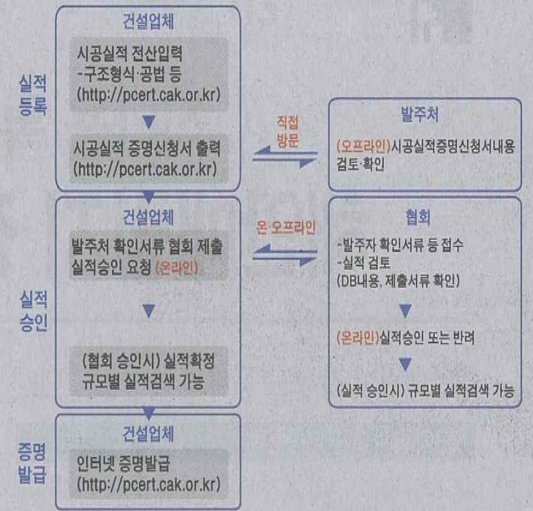 건설업체
시공실적 전산입력
-구조형식·공법 등
(http://pcert.cak.or.kr)
실적
등록
시공실적 증명신청서 출력
(http://pcert.cak.or.kr)
직접
방문
발주처
(오프라인)시공실적증명신청서내용
검토·확인
건설업체
발주처 확인서류 협회 제출
실적승인 요청 (온라인)
온·오프라인
협회
-발주자 확인서류 등 접수
-실적 검토
(DB내용, 제출서류 확인)
실적
승인
(온라인)실적승인 또는 반려
(협회 승인시) 실적확정
규모별 실적검색 가능
(실적 승인시) 규모별 실적검색 가능
증명
발급
건설업체
인터넷 증명발급
(http://pcert.cak.or.kr)